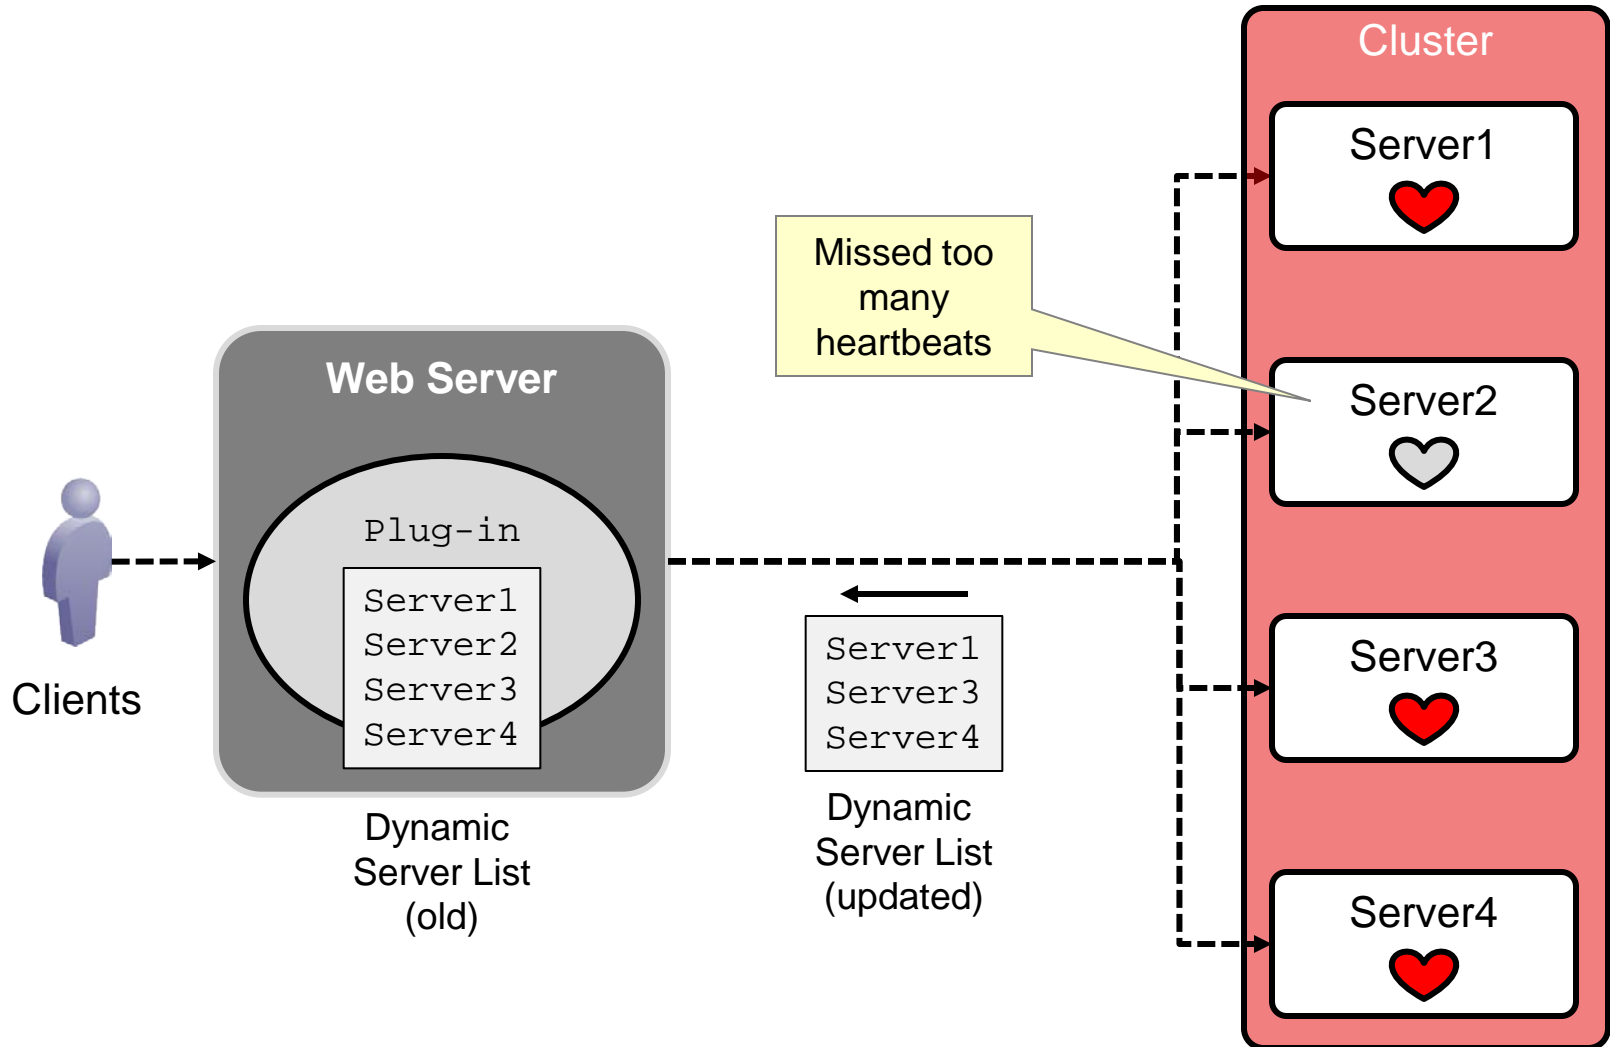 Cluster
Server1
Missed too
many
heartbeats
Web Server
Server2
Plug-in
Server1
Server2
Server3
Server4
Clients
Server1
Server3
Server4
Server3
Dynamic
Server List
(old)
Dynamic
Server List
(updated)
Server4